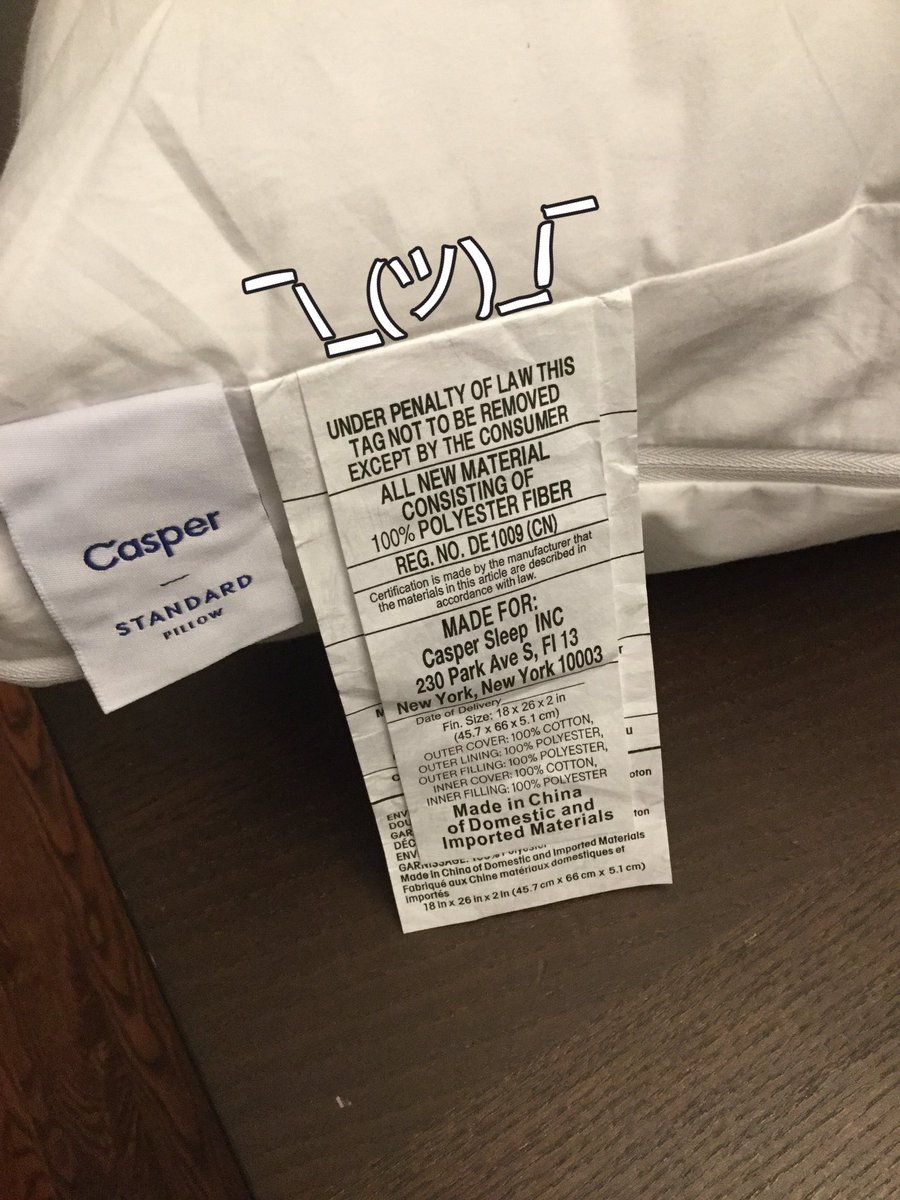 ¯\_(ツ)_/¯
Casper
STANDARD
PILLOW
UNDER PENALTY OF LAW THIS
TAG NOT TO BE REMOVED
EXCEPT BY THE CONSUMER
ALL NEW MATERIAL
CONSISTING OF
100% POLYESTER FIBER
REG. NO. DE1009 (CN)
Certification is made by the manufacturer that
the materials in this article are described in
accordance with law.
MADE FOR:
Casper Sleep INC
230 Park Ave S, Fl 13
New York, New York 10003
Date of Delivery
Fin. Size: 18 x 26 x 2 in
(45.7 x 66 x 5.1 cm)
OUTER COVER: 100% COTTON,
OUTER LINING: 100% POLYESTER,
OUTER FILLING: 100% POLYESTER,
INNER COVER: 100% COTTON,
INNER FILLING: 100% POLYESTER
Made in China
of Domestic and
Imported Materials
Made in China of Domestic and Imported Materials
Fabriqué aux Chine matériaux domestiques et
Importés
18 in x 26 in x 2 in (45.7 cm x 66 cm x 5.1 cm)